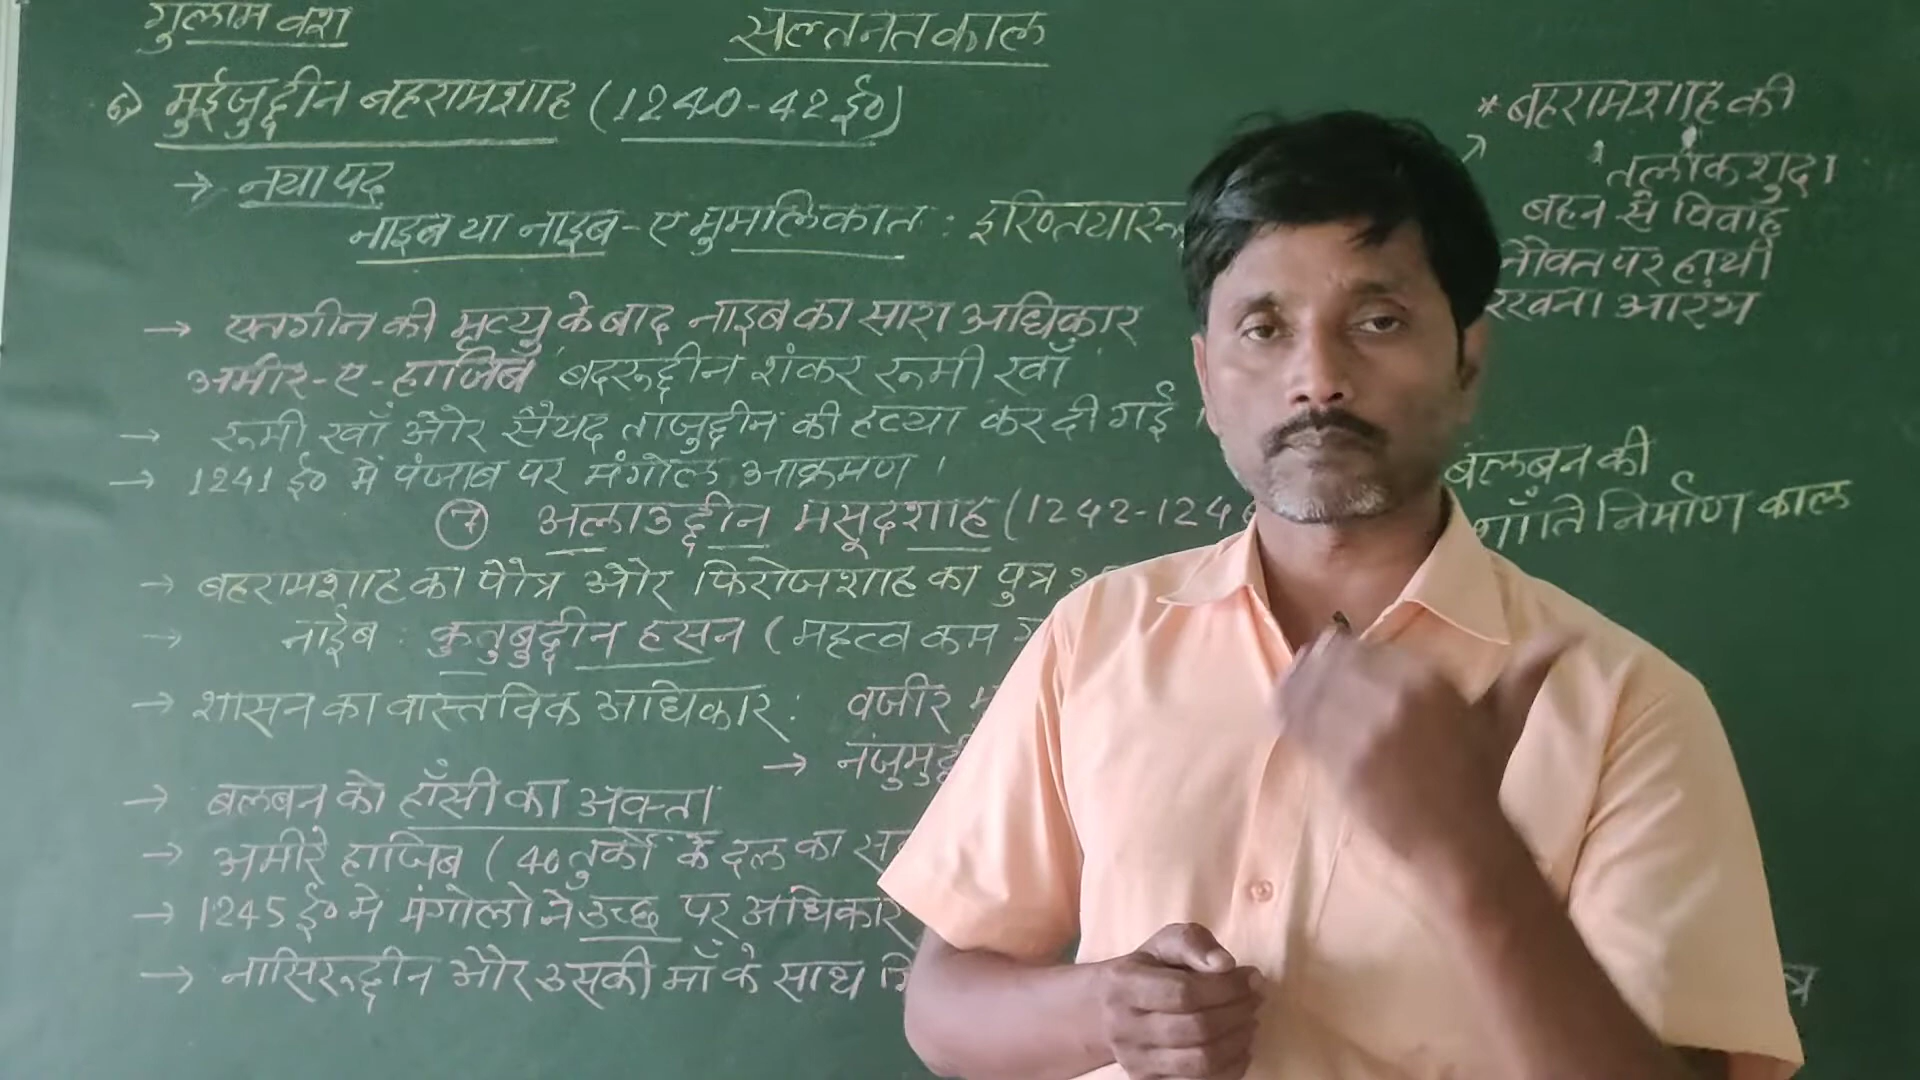 गुलाम वंश
सल्तनत काल
6) मुईजुद्दीन बहरामशाह (1240-42 ई०)
→ नया पद
नाइब या नाइब-ए मुमालिकात :
* बहरामशाह की
तलाकशुदा
बहन से विवाह
नौबत पर हाथी
रखना आरंभ
→ एतगीन की मृत्यु के बाद नाइब का सारा अधिकार
अमीर-ए-हाजिब बदरूद्दीन शंकर रूमी खाँ
→ रूमी खाँ और सैयद ताजुद्दीन की हत्या कर दी गई
→ 1241 ई० में पंजाब पर मंगोल आक्रमण।
7 अलाउद्दीन मसूदशाह (1242-124
बलबन की
शाँति निर्माण काल
→ बहरामशाह का पौत्र और फिरोजशाह का पुत्र
→ नाईब : कुतुबुद्दीन हसन (महत्व कम
→ शासन का वास्तविक अधिकार : वजीर
→ नजुमुद्द
→ बलबन को हाँसी का अक्ता
→ अमीरे हाजिब (40 तुर्कों के दल का
→ 1245 ई० में मंगोलो ने उच्छ पर अधिकार
→ नासिरूद्दीन और उसकी माँ के साथ